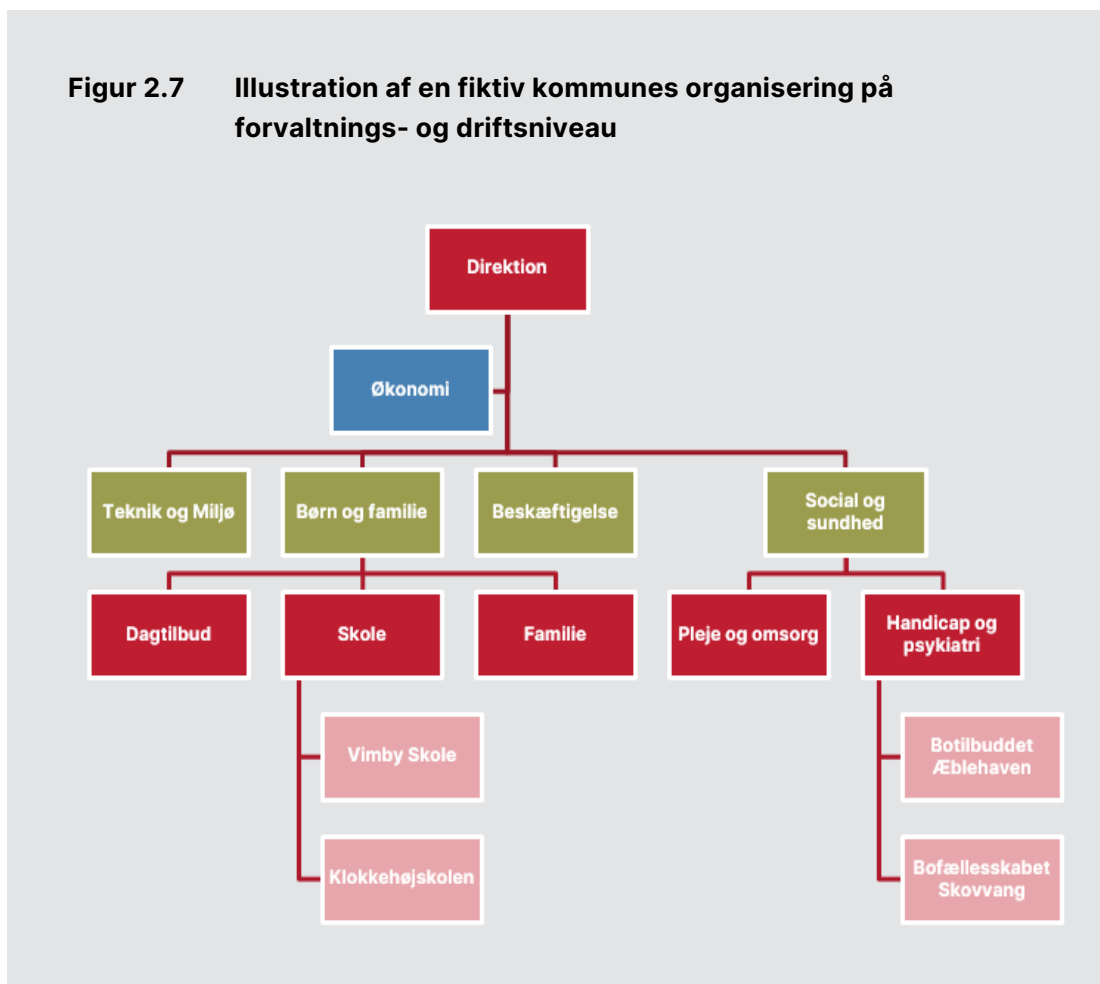 Figur 2.7 Illustration af en fiktiv kommunes organisering på
forvaltnings- og driftsniveau
Direktion
Økonomi
Teknik og Miljø
Børn og familie
Beskæftigelse
Social og
sundhed
Dagtilbud
Skole
Familie
Pleje og omsorg
Handicap og
psykiatri
Vimby Skole
Botilbuddet
Æblehaven
Klokkehøjskolen
Bofællesskabet
Skovvang